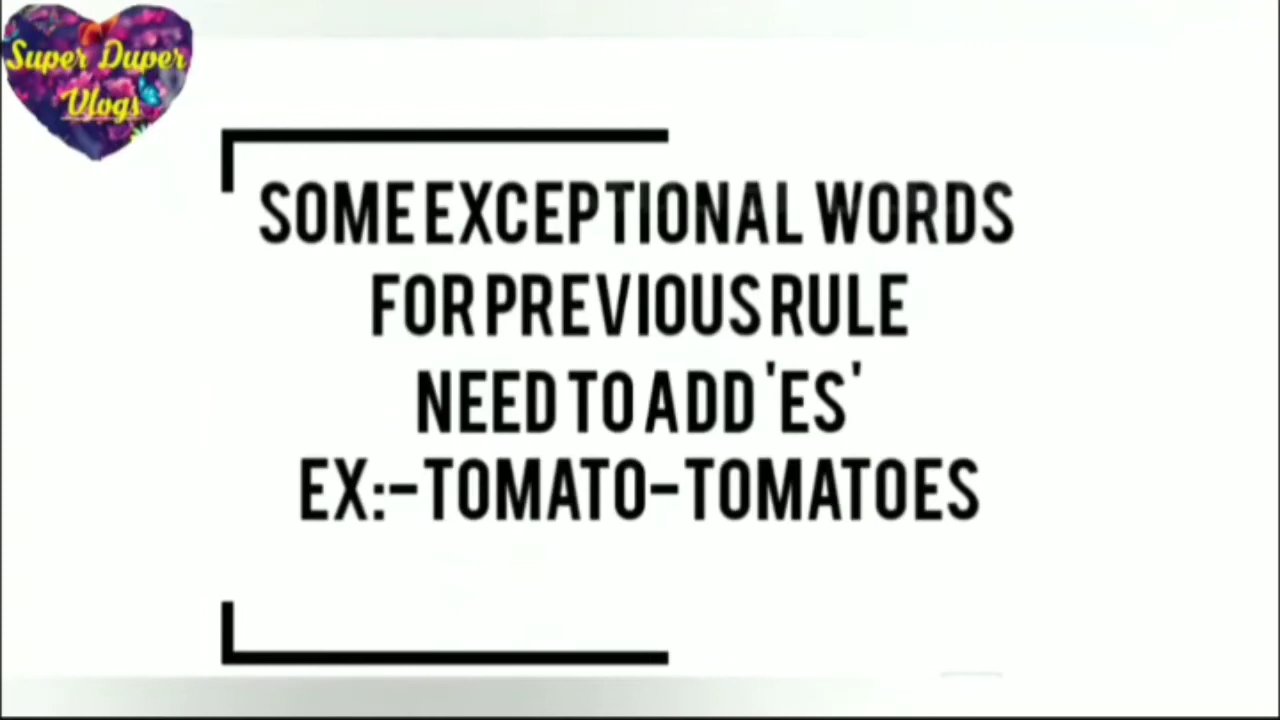 Super Duper
Vlogs
SOME EXCEPTIONAL WORDS
FOR PREVIOUS RULE
NEED TO ADD 'ES'
EX:-TOMATO-TOMATOES